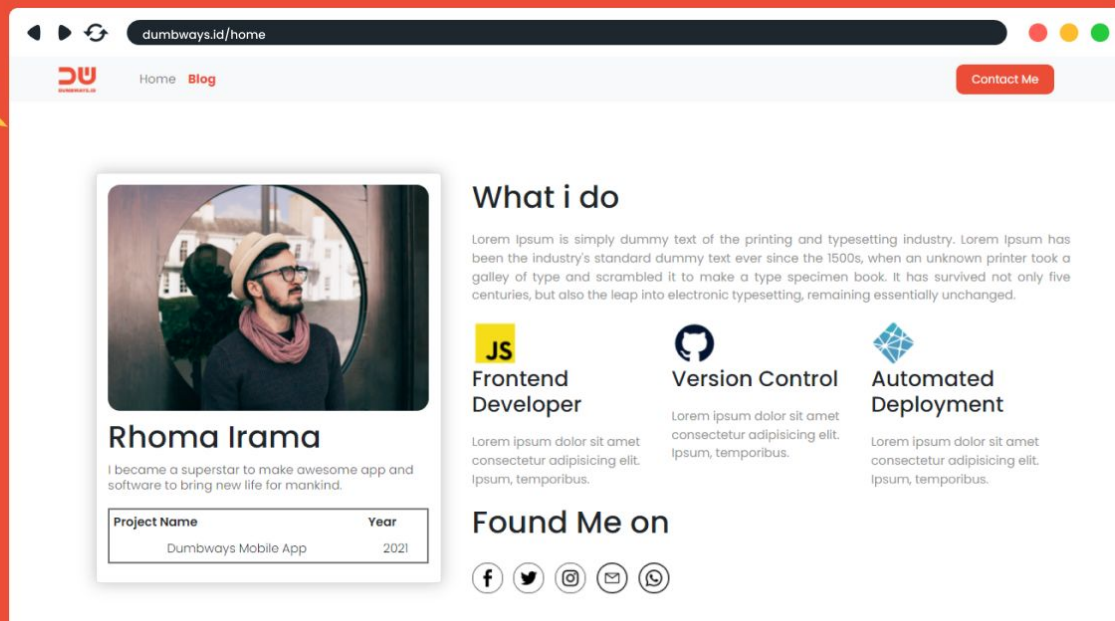 dumbways.id/home
DUMBWAYS.ID
Home Blog
Contact Me
Rhoma Irama
I became a superstar to make awesome app and
software to bring new life for mankind.
Project Name Year
Dumbways Mobile App 2021
What i do
Lorem Ipsum is simply dummy text of the printing and typesetting industry. Lorem Ipsum has
been the industry's standard dummy text ever since the 1500s, when an unknown printer took a
galley of type and scrambled it to make a type specimen book. It has survived not only five
centuries, but also the leap into electronic typesetting, remaining essentially unchanged.
JS
Frontend
Developer
Lorem ipsum dolor sit amet
consectetur adipisicing elit.
Ipsum, temporibus.
Version Control
Lorem ipsum dolor sit amet
consectetur adipisicing elit.
Ipsum, temporibus.
Automated
Deployment
Lorem ipsum dolor sit amet
consectetur adipisicing elit.
Ipsum, temporibus.
Found Me on